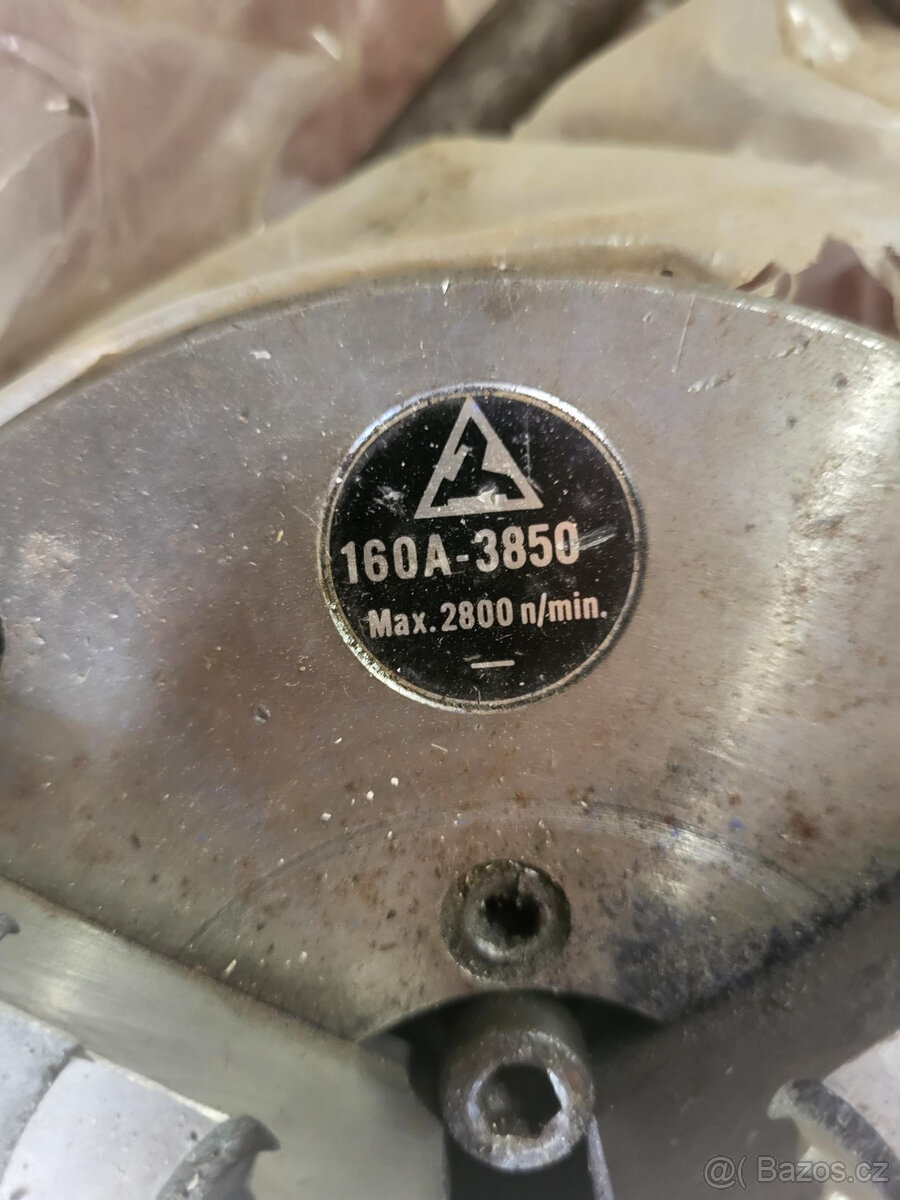 160A-3850
Max. 2800 n/min.
@( Bazos.cz